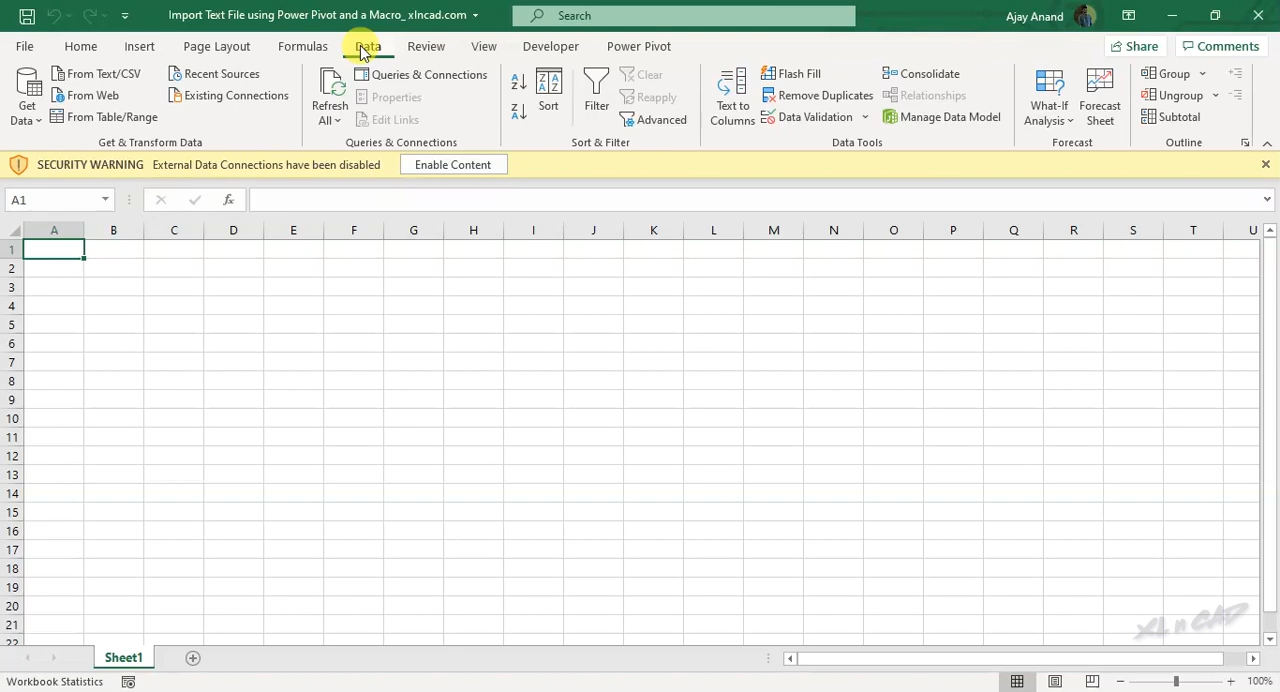 Import Text File using Power Pivot and a Macro_ xlncad.com
Search
Ajay Anand
File Home Insert Page Layout Formulas Data Review View Developer Power Pivot Share Comments
Get Data
From Text/CSV
From Web
From Table/Range
Recent Sources
Existing Connections
Get & Transform Data
Refresh All
Queries & Connections
Properties
Edit Links
Queries & Connections
Sort
Filter
Clear
Reapply
Advanced
Sort & Filter
Text to Columns
Flash Fill
Remove Duplicates
Data Validation
Consolidate
Relationships
Manage Data Model
Data Tools
What-If Analysis
Forecast Sheet
Forecast
Group
Ungroup
Subtotal
Outline
SECURITY WARNING External Data Connections have been disabled Enable Content
A1 fx
A B C D E F G H I J K L M N O P Q R S T U
1
2
3
4
5
6
7
8
9
10
11
12
13
14
15
16
17
18
19
20
21
22
XL n CAD
Sheet1
Workbook Statistics 100%